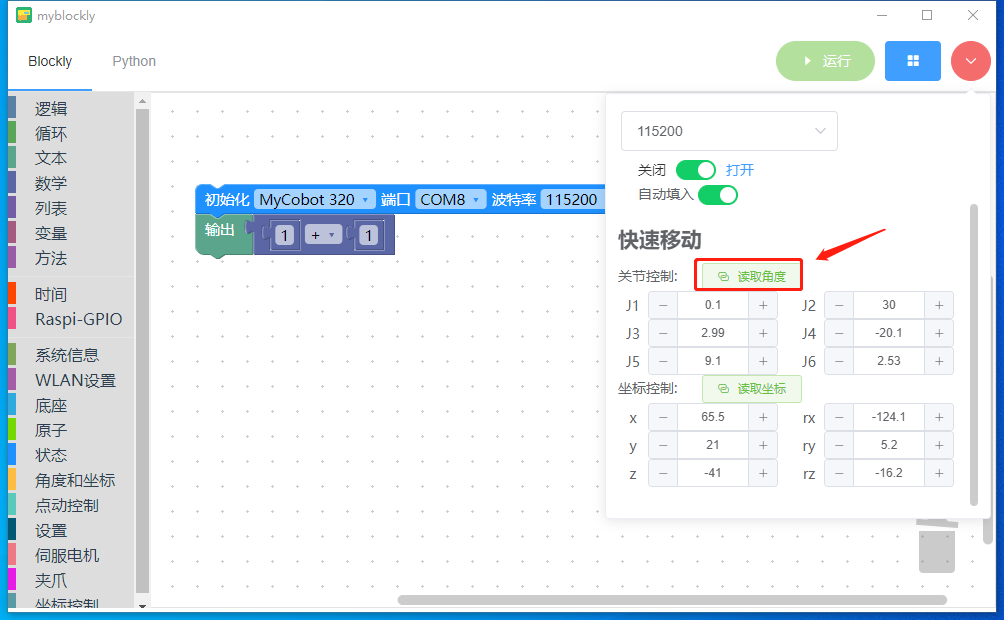 myblockly
Blockly Python 运行
逻辑
循环
文本
数学
列表
变量
方法
时间
Raspi-GPIO
系统信息
WLAN设置
底座
原子
状态
角度和坐标
点动控制
设置
伺服电机
夹爪
坐标控制
初始化 MyCobot 320 端口 COM8 波特率 115200
输出 1 + 1
115200
关闭 打开
自动填入
快速移动
关节控制: 读取角度
J1 − 0.1 + J2 − 30 +
J3 − 2.99 + J4 − -20.1 +
J5 − 9.1 + J6 − 2.53 +
坐标控制: 读取坐标
x − 65.5 + rx − -124.1 +
y − 21 + ry − 5.2 +
z − -41 + rz − -16.2 +